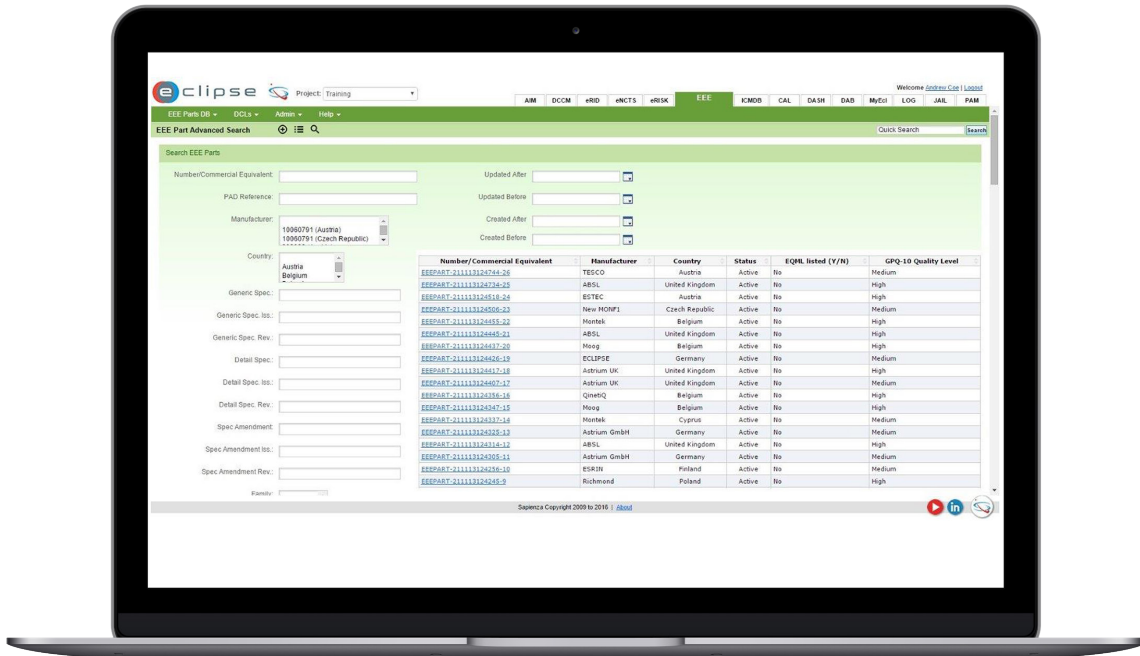 eclipse
Project: Training
Welcome Andrew Coe | Logout
AIM DCCM eRID eNCTS eRISK EEE ICMDB CAL DASH DAB MyEcl LOG JAIL PAM
EEE Parts DB DCLs Admin Help
EEE Part Advanced Search
Quick Search Search
Search EEE Parts
Number/Commercial Equivalent: Updated After
PAD Reference: Updated Before
Manufacturer: Created After
10060791 (Austria)
10060791 (Czech Republic) Created Before
Country:
Austria
Belgium
Generic Spec.:
Generic Spec. Iss.:
Generic Spec. Rev.:
Detail Spec.:
Detail Spec. Iss.:
Detail Spec. Rev.:
Spec Amendment:
Spec Amendment Iss.:
Spec Amendment Rev.:
Family:
Number/Commercial Equivalent Manufacturer Country Status EQML listed (Y/N) GPQ-10 Quality Level
EEEPART-211113124744-26 TESCO Austria Active No Medium
EEEPART-211113124734-25 ABSL United Kingdom Active No High
EEEPART-211113124518-24 ESTEC Austria Active No High
EEEPART-211113124506-23 New MONF1 Czech Republic Active No Medium
EEEPART-211113124455-22 Montek Belgium Active No High
EEEPART-211113124445-21 ABSL United Kingdom Active No High
EEEPART-211113124437-20 Moog Belgium Active No High
EEEPART-211113124426-19 ECLIPSE Germany Active No Medium
EEEPART-211113124417-18 Astrium UK United Kingdom Active No High
EEEPART-211113124407-17 Astrium UK United Kingdom Active No Medium
EEEPART-211113124356-16 QinetiQ Belgium Active No High
EEEPART-211113124347-15 Moog Belgium Active No High
EEEPART-211113124337-14 Montek Cyprus Active No Medium
EEEPART-211113124325-13 Astrium GmbH Germany Active No Medium
EEEPART-211113124314-12 ABSL United Kingdom Active No High
EEEPART-211113124305-11 Astrium GmbH Germany Active No Medium
EEEPART-211113124256-10 ESRIN Finland Active No Medium
EEEPART-211113124245-9 Richmond Poland Active No High
Sapienza Copyright 2009 to 2016 | About
in